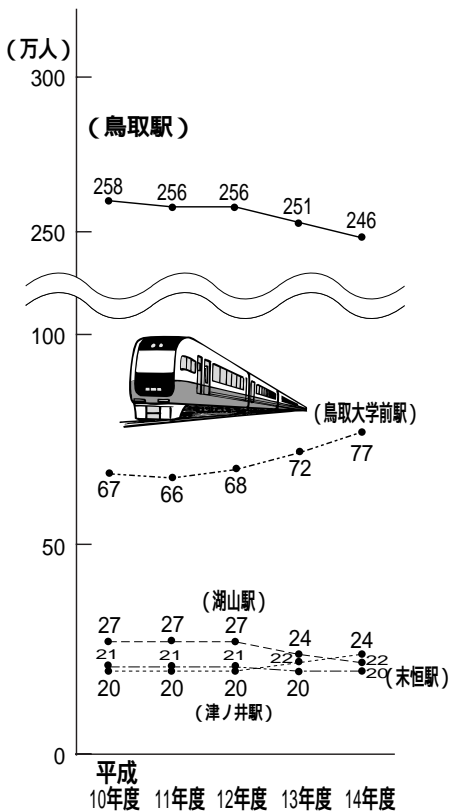 （万人）
300
（鳥取駅）
258 256 256 251 246
250
100
（鳥取大学前駅）
67 66 68 72 77
50
（湖山駅）
27 27 27 24 24
21 21 21 22 22
20 20 20 20 20
（末恒駅）
（津ノ井駅）
0
平成
10年度 11年度 12年度 13年度 14年度